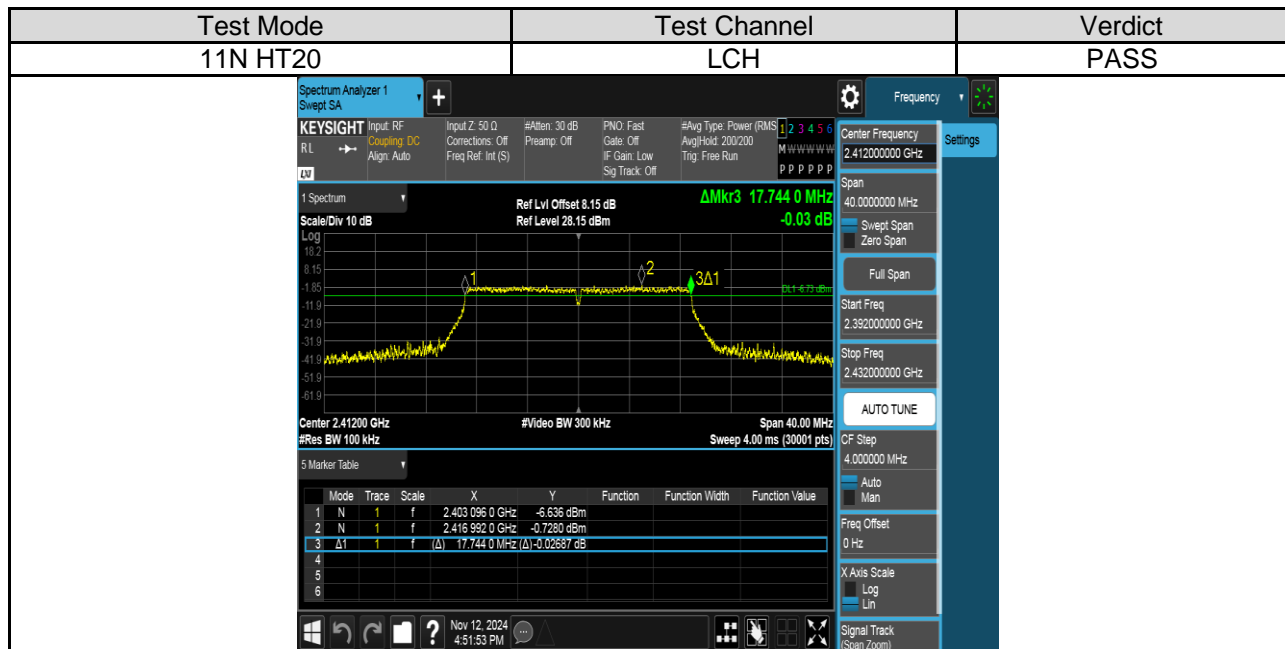 Test Mode Test Channel Verdict
11N HT20 LCH PASS
Spectrum Analyzer 1
Swept SA
+
Frequency
KEYSIGHT Input: RF Input Z: 50 Ω #Atten: 30 dB PNO: Fast #Avg Type: Power (RMS 1 2 3 4 5 6
RL Coupling: DC Corrections: Off Preamp: Off Gate: Off Avg|Hold: 200/200 M W W W W W
Align: Auto Freq Ref: Int (S) IF Gain: Low Trig: Free Run
LXI Sig Track: Off P P P P P P
1 Spectrum Ref Lvl Offset 8.15 dB ΔMkr3 17.744 0 MHz
Scale/Div 10 dB Ref Level 28.15 dBm -0.03 dB
Log
18.2
8.15
-1.85
-11.9
-21.9
-31.9
-41.9
-51.9
-61.9
1
2
3Δ1
DL1 -6.73 dBm
Center 2.41200 GHz #Video BW 300 kHz Span 40.00 MHz
#Res BW 100 kHz Sweep 4.00 ms (30001 pts)
5 Marker Table
Mode Trace Scale X Y Function Function Width Function Value
1 N 1 f 2.403 096 0 GHz -6.636 dBm
2 N 1 f 2.416 992 0 GHz -0.7280 dBm
3 Δ1 1 f (Δ) 17.744 0 MHz (Δ) -0.02687 dB
4
5
6
?
Nov 12, 2024
4:51:53 PM
Settings
Center Frequency
2.412000000 GHz
Span
40.0000000 MHz
Swept Span
Zero Span
Full Span
Start Freq
2.392000000 GHz
Stop Freq
2.432000000 GHz
AUTO TUNE
CF Step
4.000000 MHz
Auto
Man
Freq Offset
0 Hz
X Axis Scale
Log
Lin
Signal Track
(Span Zoom)